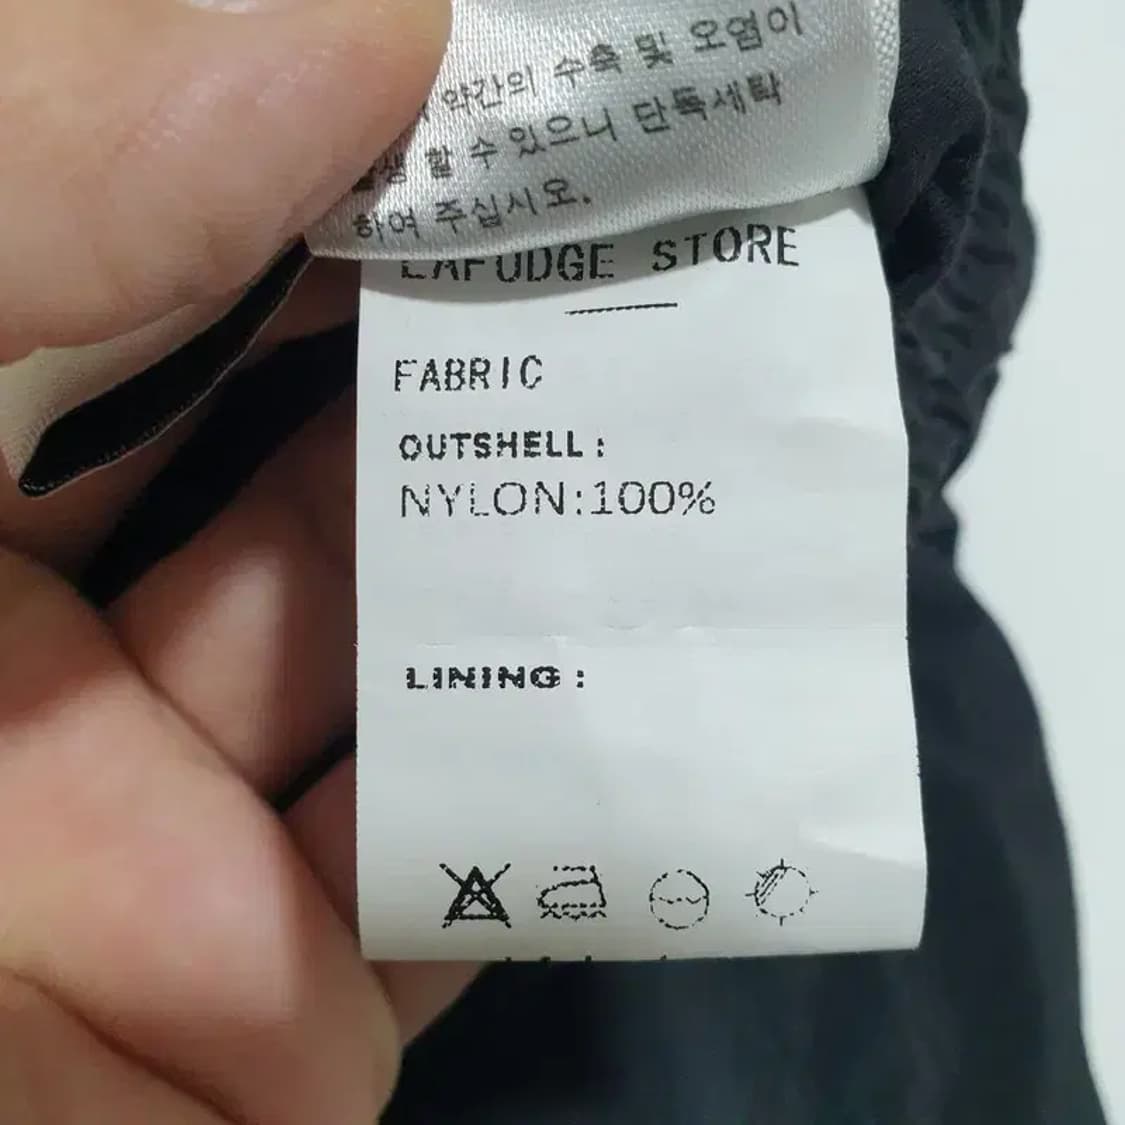 약간의 수축 및 오염이
발생 할 수 있으니 단독세탁
하여 주십시오.
LAFUDGE STORE
FABRIC
OUTSHELL:
NYLON:100%
LINING: